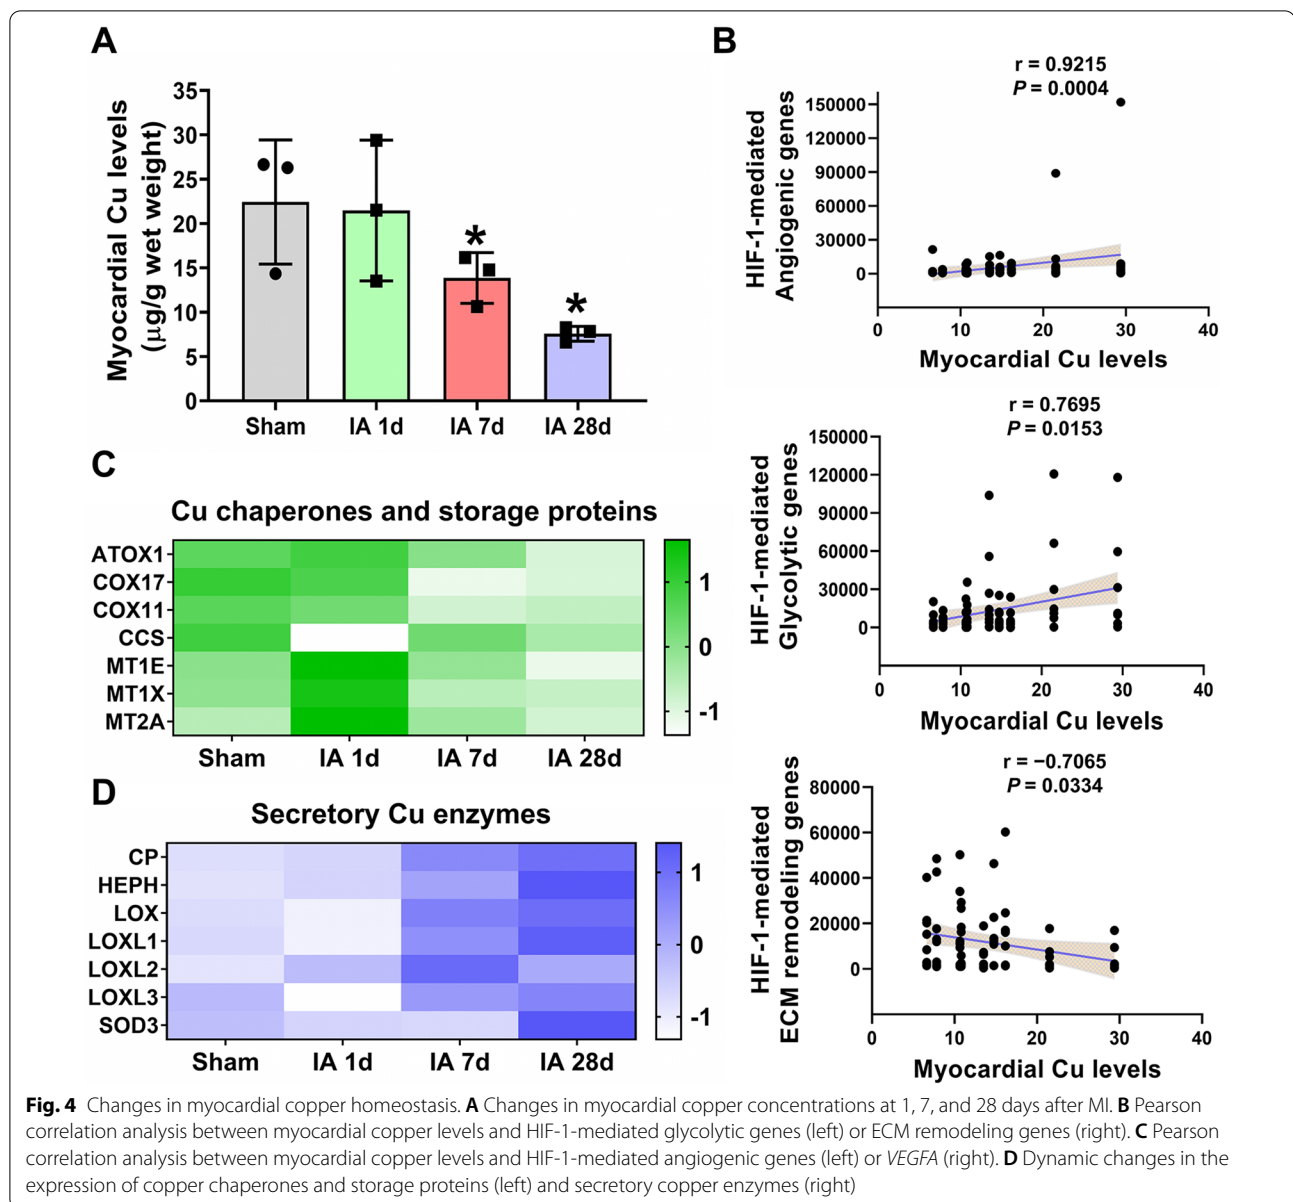 A
Myocardial Cu levels
(μg/g wet weight)
35
30
25
20
15
10
5
0
*
*
Sham IA 1d IA 7d IA 28d
B
r = 0.9215
P = 0.0004
HIF-1-mediated
Angiogenic genes
150000
120000
90000
60000
30000
0
0 10 20 30 40
Myocardial Cu levels
r = 0.7695
P = 0.0153
HIF-1-mediated
Glycolytic genes
150000
120000
90000
60000
30000
0
0 10 20 30 40
Myocardial Cu levels
r = −0.7065
P = 0.0334
HIF-1-mediated
ECM remodeling genes
80000
60000
40000
20000
0
0 10 20 30 40
Myocardial Cu levels
C
Cu chaperones and storage proteins
ATOX1
COX17
COX11
CCS
MT1E
MT1X
MT2A
1
0
-1
Sham IA 1d IA 7d IA 28d
D
Secretory Cu enzymes
CP
HEPH
LOX
LOXL1
LOXL2
LOXL3
SOD3
1
0
-1
Sham IA 1d IA 7d IA 28d
Fig. 4 Changes in myocardial copper homeostasis. A Changes in myocardial copper concentrations at 1, 7, and 28 days after MI. B Pearson
correlation analysis between myocardial copper levels and HIF-1-mediated glycolytic genes (left) or ECM remodeling genes (right). C Pearson
correlation analysis between myocardial copper levels and HIF-1-mediated angiogenic genes (left) or VEGFA (right). D Dynamic changes in the
expression of copper chaperones and storage proteins (left) and secretory copper enzymes (right)